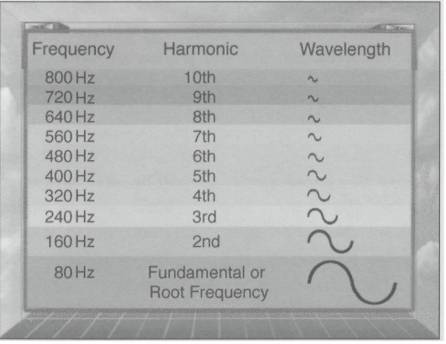 Frequency Harmonic Wavelength
800 Hz 10th
720 Hz 9th
640 Hz 8th
560 Hz 7th
480 Hz 6th
400 Hz 5th
320 Hz 4th
240 Hz 3rd
160 Hz 2nd
80 Hz Fundamental or
Root Frequency